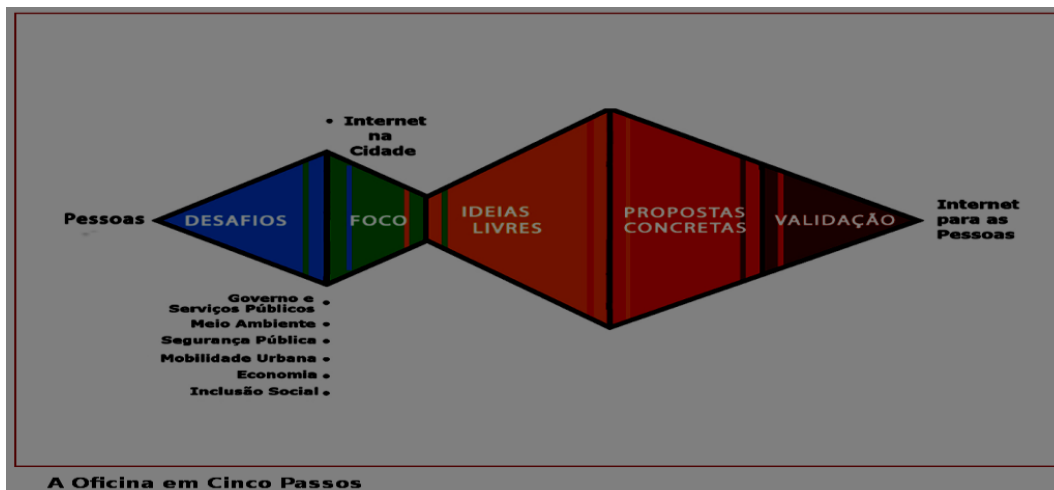 • Internet
na
Cidade
Pessoas
DESAFIOS
FOCO
IDEIAS
LIVRES
PROPOSTAS
CONCRETAS
VALIDAÇÃO
Internet
para as
Pessoas
Governo e •
Serviços Públicos
Meio Ambiente •
Segurança Pública •
Mobilidade Urbana •
Economia •
Inclusão Social •
A Oficina em Cinco Passos